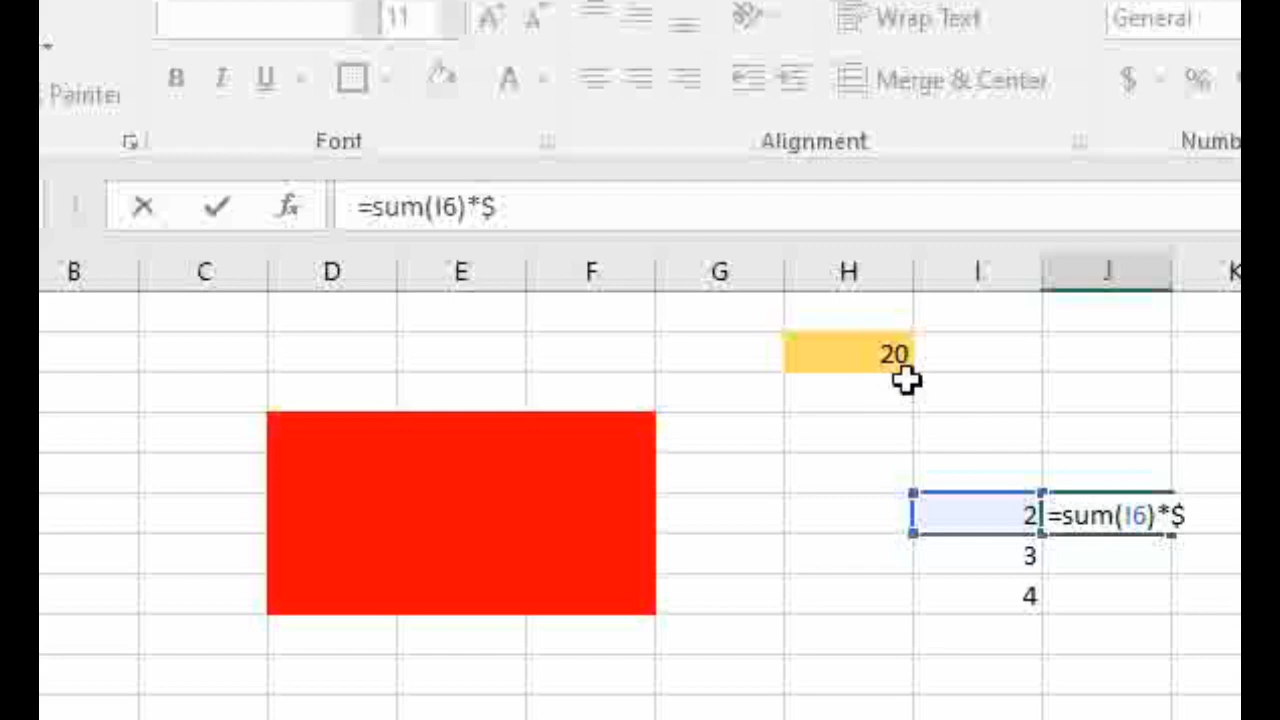 11 Wrap Text General
Painter B I U A Merge & Center $ %
Font Alignment Numb
=sum(I6)*$
B C D E F G H I J K
20
2 =sum(I6)*$
3
4